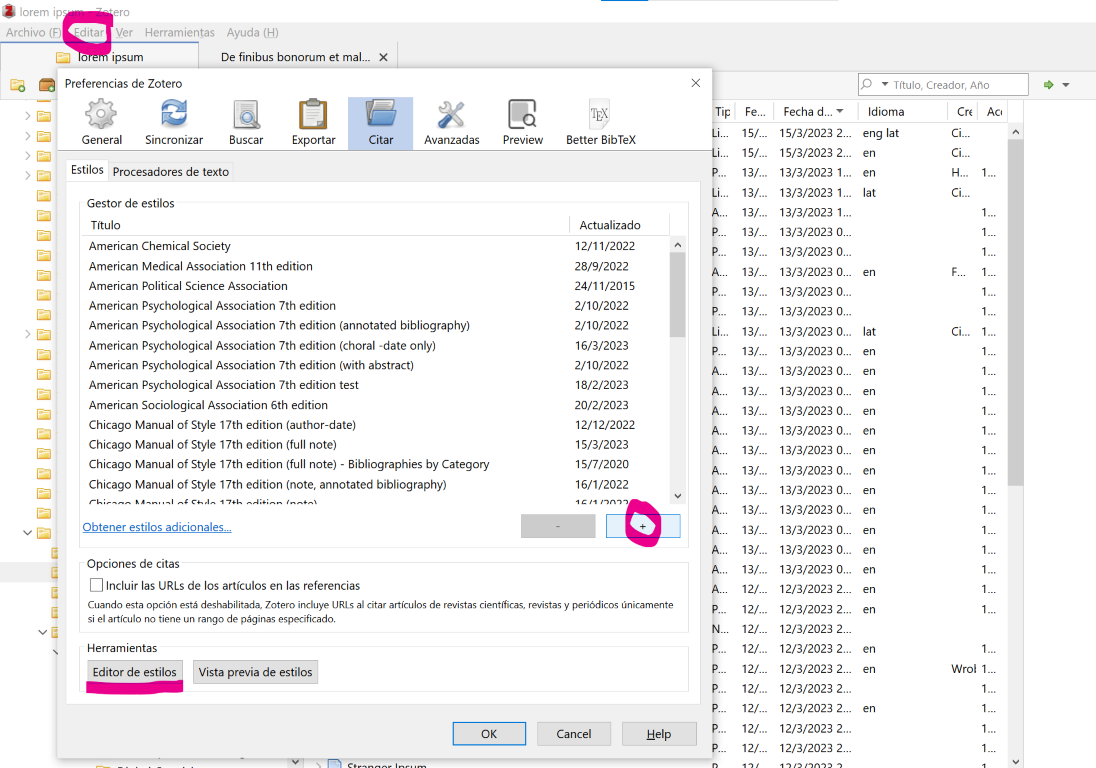 lorem ipsum - Zotero
Archivo (F) Editar Ver Herramientas Ayuda (H)
lorem ipsum De finibus bonorum et mal...
Preferencias de Zotero
Título, Creador, Año
General Sincronizar Buscar Exportar Citar Avanzadas Preview Better BibTeX
Estilos Procesadores de texto
Gestor de estilos
Título Actualizado
American Chemical Society 12/11/2022
American Medical Association 11th edition 28/9/2022
American Political Science Association 24/11/2015
American Psychological Association 7th edition 2/10/2022
American Psychological Association 7th edition (annotated bibliography) 2/10/2022
American Psychological Association 7th edition (choral -date only) 16/3/2023
American Psychological Association 7th edition (with abstract) 2/10/2022
American Psychological Association 7th edition test 18/2/2023
American Sociological Association 6th edition 20/2/2023
Chicago Manual of Style 17th edition (author-date) 12/12/2022
Chicago Manual of Style 17th edition (full note) 15/3/2023
Chicago Manual of Style 17th edition (full note) - Bibliographies by Category 15/7/2020
Chicago Manual of Style 17th edition (note, annotated bibliography) 16/1/2022
Chicago Manual of Style 17th edition (note) 16/1/2022
Obtener estilos adicionales... - +
Opciones de citas
Incluir las URLs de los artículos en las referencias
Cuando esta opción está deshabilitada, Zotero incluye URLs al citar artículos de revistas científicas, revistas y periódicos únicamente
si el artículo no tiene un rango de páginas especificado.
Herramientas
Editor de estilos Vista previa de estilos
OK Cancel Help
Tip Fe... Fecha d... Idioma Cre Acc
Li... 15/... 15/3/2023 2... eng lat Ci...
Li... 15/... 15/3/2023 2... en Ci...
P... 13/... 13/3/2023 1... en H... 1...
Li... 13/... 13/3/2023 1... lat Ci...
A... 13/... 13/3/2023 1... 1...
P... 13/... 13/3/2023 0... 1...
P... 13/... 13/3/2023 0... 1...
A... 13/... 13/3/2023 0... en F... 1...
P... 13/... 13/3/2023 0... 1...
P... 13/... 13/3/2023 0... 1...
Li... 13/... 13/3/2023 0... lat Ci... 1...
P... 13/... 13/3/2023 0... en 1...
A... 13/... 13/3/2023 0... en 1...
A... 13/... 13/3/2023 0... en 1...
A... 13/... 13/3/2023 0... en 1...
A... 13/... 13/3/2023 0... en 1...
A... 13/... 13/3/2023 0... en 1...
A... 13/... 13/3/2023 0... en 1...
A... 13/... 13/3/2023 0... en 1...
A... 13/... 13/3/2023 0... en 1...
A... 13/... 13/3/2023 0... en 1...
A... 13/... 13/3/2023 0... en 1...
A... 13/... 13/3/2023 0... en 1...
A... 12/... 12/3/2023 2... en 1...
P... 12/... 12/3/2023 2... en 1...
N... 12/... 12/3/2023 2...
P... 12/... 12/3/2023 2... en 1...
P... 12/... 12/3/2023 2... en Wrob 1...
P... 12/... 12/3/2023 2... 1...
P... 12/... 12/3/2023 2... en 1...
P... 12/... 12/3/2023 2... 1...
P... 12/... 12/3/2023 2... 1...
P... 12/... 12/3/2023 2... 1...
Stranger Ipsum